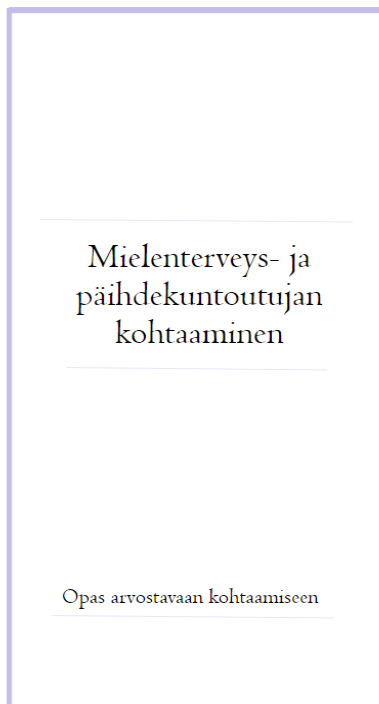 Mielenterveys- ja
päihdekuntoutujan
kohtaaminen
Opas arvostavaan kohtaamiseen